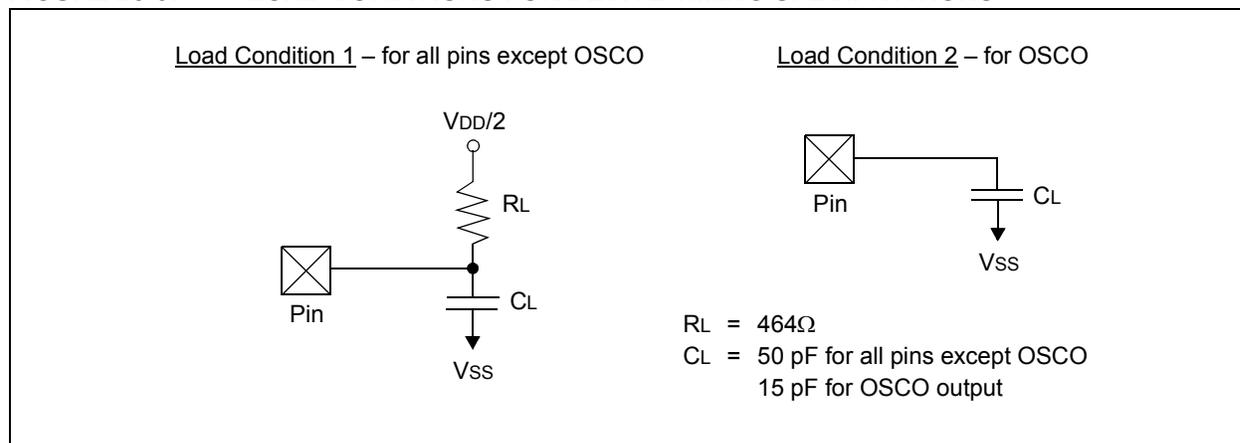 Load Condition 1 – for all pins except OSCO
Load Condition 2 – for OSCO
VDD/2
RL
Pin
CL
VSS
Pin
CL
VSS
RL = 464Ω
CL = 50 pF for all pins except OSCO
15 pF for OSCO output